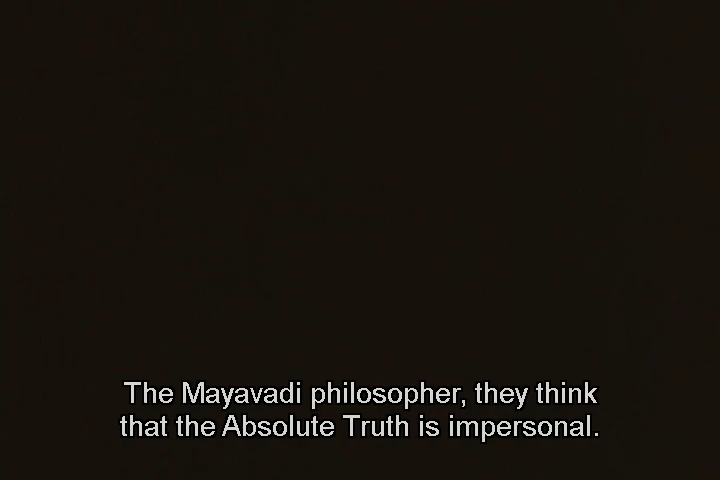 The Mayavadi philosopher, they think
that the Absolute Truth is impersonal.